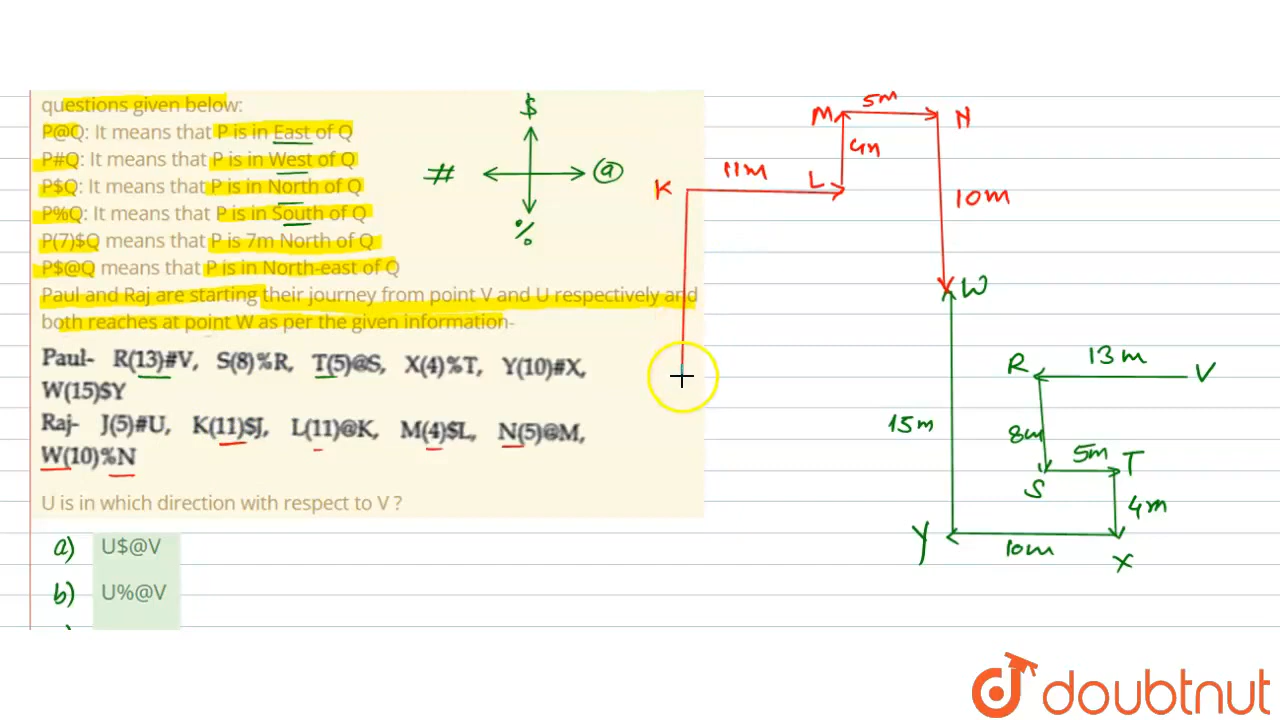 questions given below:
P@Q: It means that P is in East of Q
P#Q: It means that P is in West of Q
P$Q: It means that P is in North of Q
P%Q: It means that P is in South of Q
P(7)$Q means that P is 7m North of Q
P$@Q means that P is in North-east of Q
Paul and Raj are starting their journey from point V and U respectively and
both reaches at point W as per the given information-
Paul- R(13)#V, S(8)%R, T(5)@S, X(4)%T, Y(10)#X,
W(15)$Y
Raj- J(5)#U, K(11)$J, L(11)@K, M(4)$L, N(5)@M,
W(10)%N
U is in which direction with respect to V ?
a) U$@V
b) U%@V
$
# @
%
5m
M N
4m
11m
K L
10m
W
13m
R V
15m 8m
5m T
S
4m
Y 10m X
doubtnut